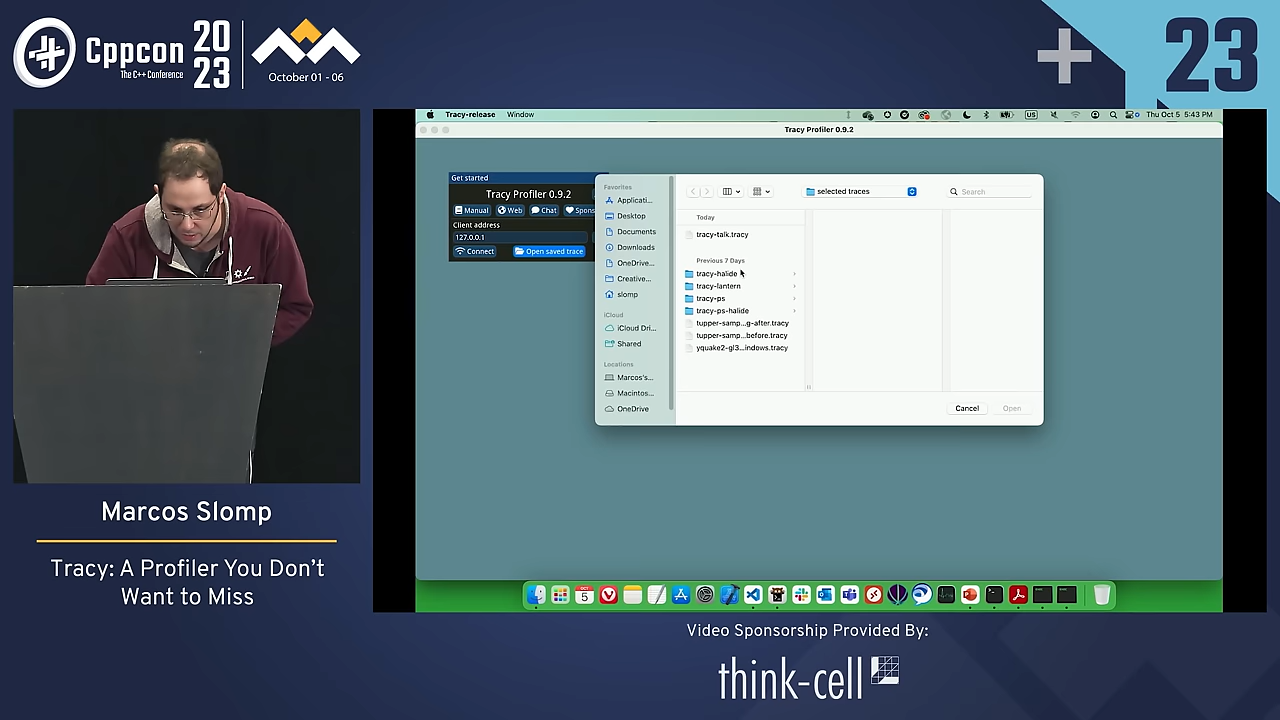 Cppcon
The C++ Conference
20
23
October 01 - 06
23
Tracy-release Window
US
Thu Oct 5 5:43 PM
Tracy Profiler 0.9.2
Get started
Tracy Profiler 0.9.2
Manual Web Chat Spons
Client address
127.0.0.1
Connect Open saved trace
Favorites
Applicati...
Desktop
Documents
Downloads
OneDrive...
Creative...
slomp
iCloud
iCloud Dri...
Shared
Locations
Marcos's...
Macintos...
OneDrive
selected traces
Search
Today
tracy-talk.tracy
Previous 7 Days
tracy-halide
tracy-lantern
tracy-ps
tracy-ps-halide
tupper-samp...g-after.tracy
tupper-samp...before.tracy
yquake2-gl3...indows.tracy
Cancel Open
OCT
5
Marcos Slomp
Tracy: A Profiler You Don't
Want to Miss
Video Sponsorship Provided By:
think-cell